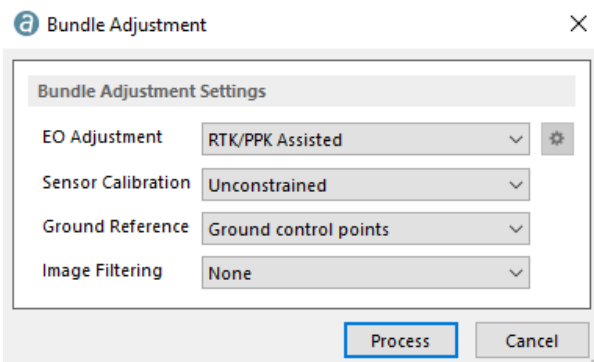 Bundle Adjustment
Bundle Adjustment Settings
EO Adjustment RTK/PPK Assisted
Sensor Calibration Unconstrained
Ground Reference Ground control points
Image Filtering None
Process Cancel